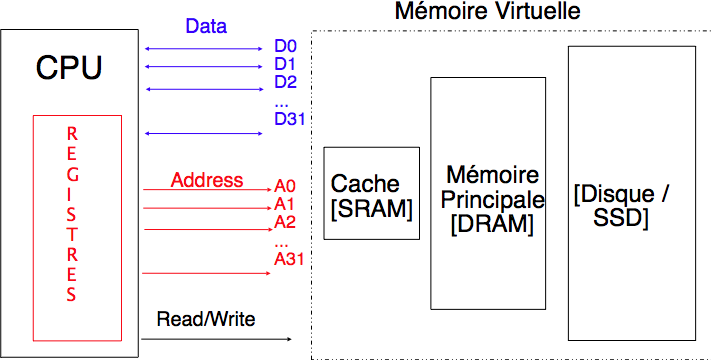 Mémoire Virtuelle
Data
CPU
D0
D1
D2
...
D31
R
E
G
I
S
T
R
E
S
Address
A0
A1
A2
...
A31
Read/Write
Cache
[SRAM]
Mémoire
Principale
[DRAM]
[Disque /
SSD]